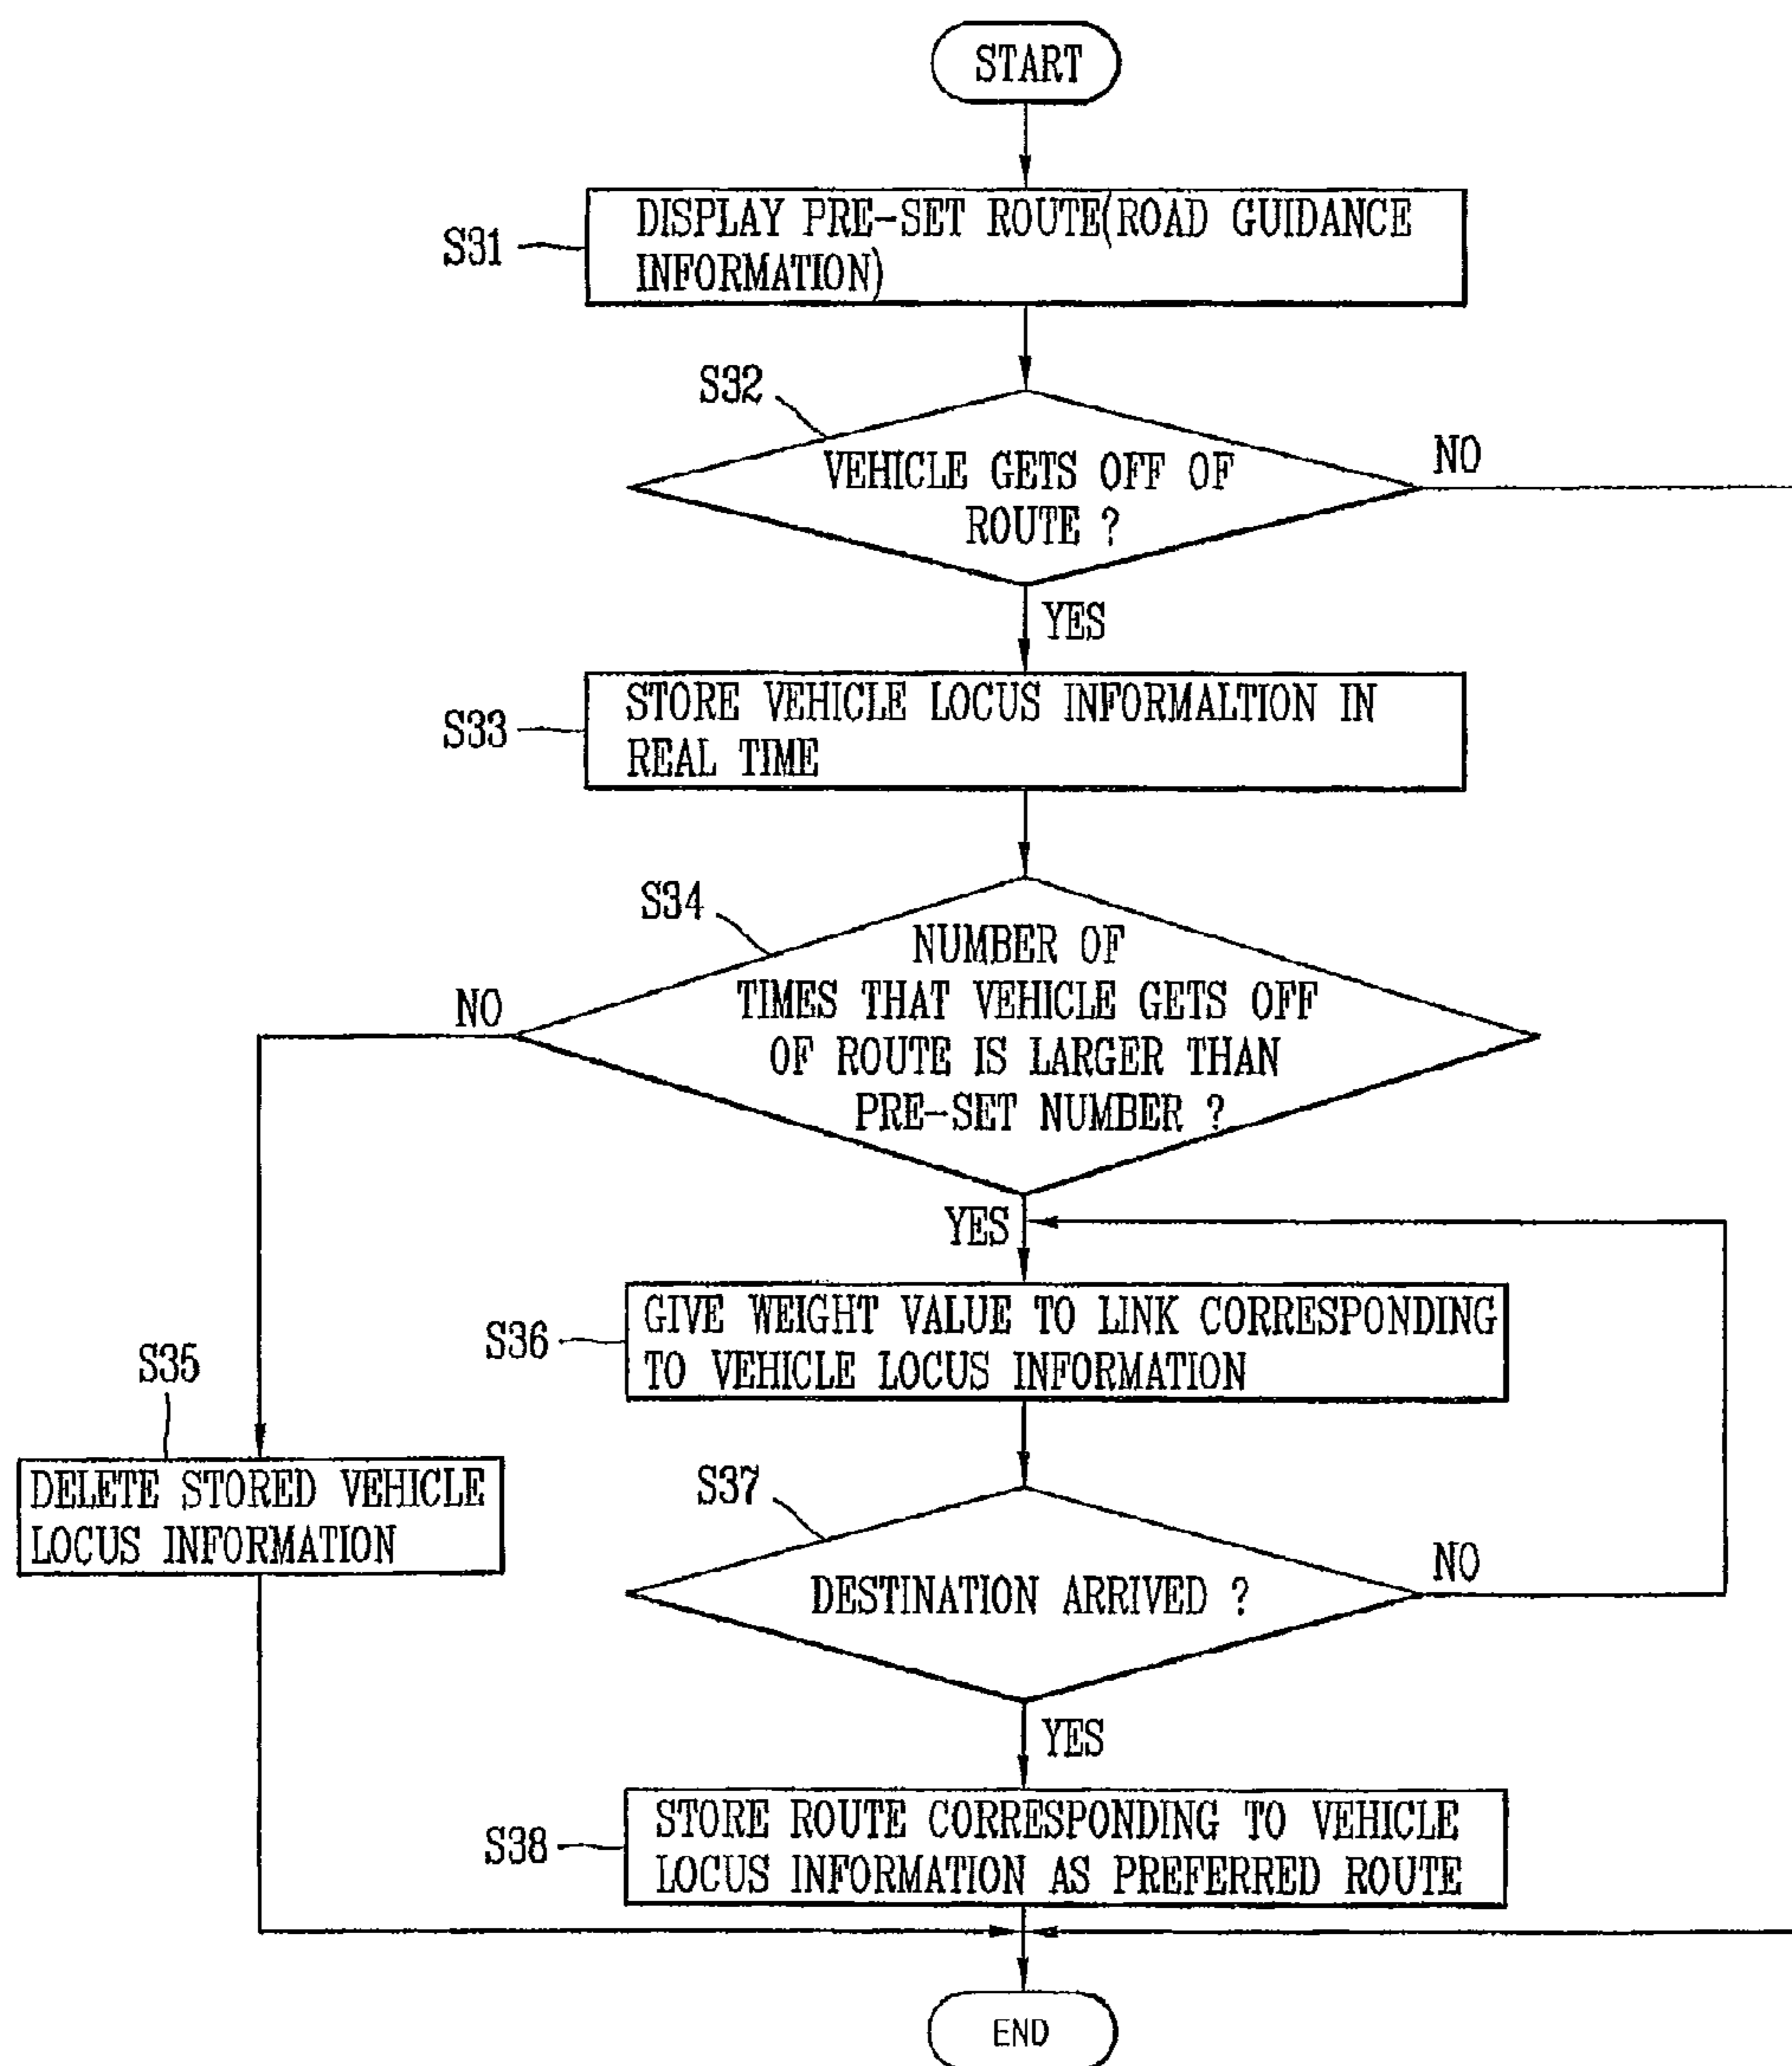 START
DISPLAY PRE-SET ROUTE(ROAD GUIDANCE
INFORMATION)
S31
S32
VEHICLE GETS OFF OF
ROUTE ?
NO
YES
STORE VEHICLE LOCUS INFORMALTION IN
REAL TIME
S33
S34
NUMBER OF
TIMES THAT VEHICLE GETS OFF
OF ROUTE IS LARGER THAN
PRE-SET NUMBER ?
NO
YES
GIVE WEIGHT VALUE TO LINK CORRESPONDING
TO VEHICLE LOCUS INFORMATION
S36
S35
DELETE STORED VEHICLE
LOCUS INFORMATION
S37
DESTINATION ARRIVED ?
NO
YES
STORE ROUTE CORRESPONDING TO VEHICLE
LOCUS INFORMATION AS PREFERRED ROUTE
S38
END